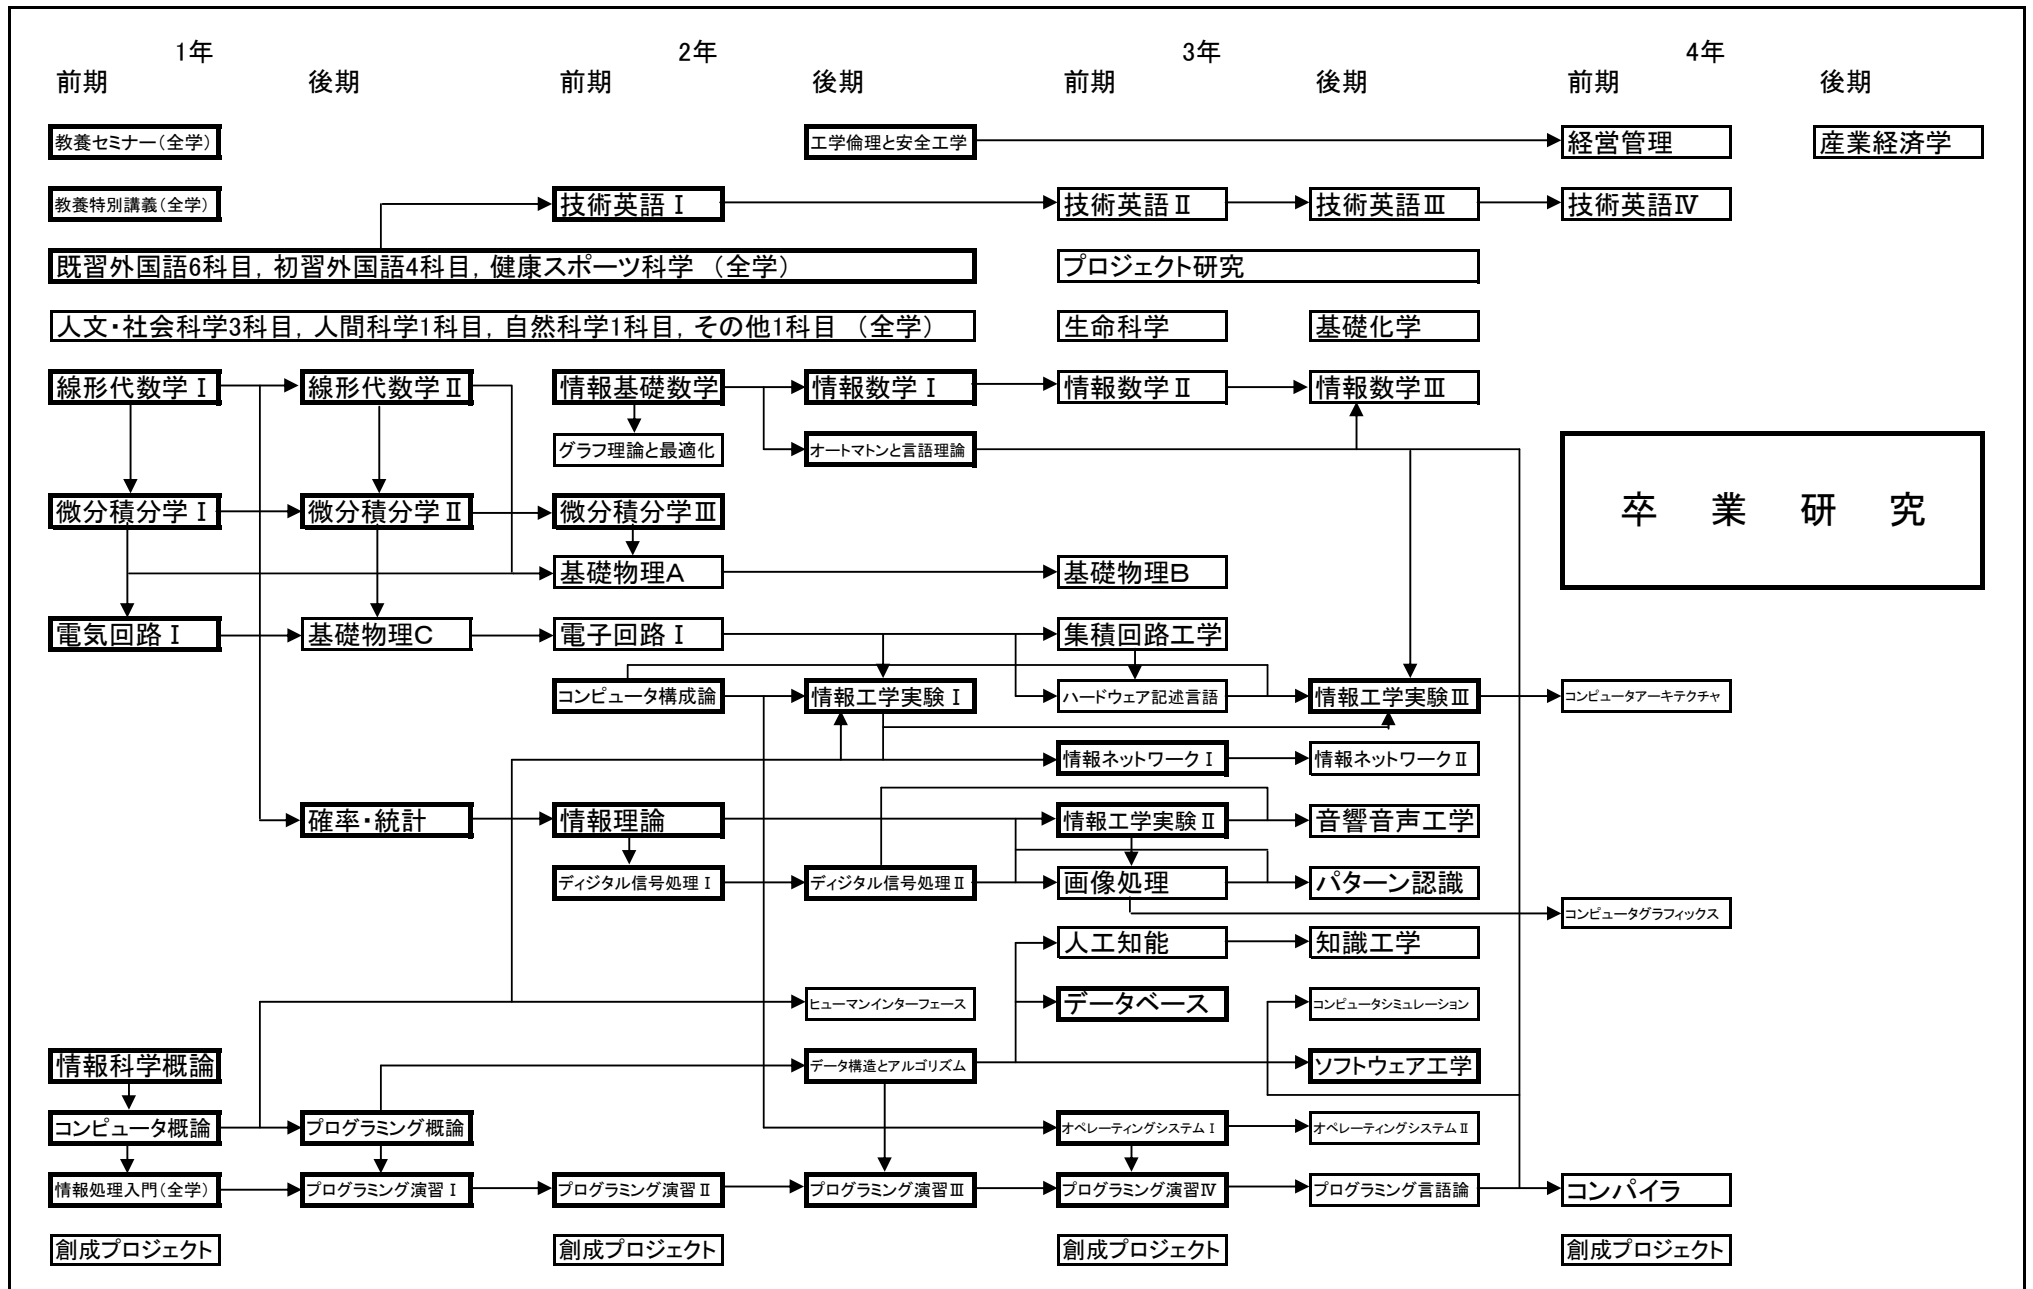 1年 2年 3年 4年
前期 後期 前期 後期 前期 後期 前期 後期
教養セミナー(全学) 工学倫理と安全工学 経営管理 産業経済学
教養特別講義(全学) 技術英語Ⅰ 技術英語Ⅱ 技術英語Ⅲ 技術英語Ⅳ
既習外国語6科目，初習外国語4科目，健康スポーツ科学 （全学） プロジェクト研究
人文・社会科学3科目，人間科学1科目，自然科学1科目，その他1科目 （全学） 生命科学 基礎化学
線形代数学Ⅰ 線形代数学Ⅱ 情報基礎数学 情報数学Ⅰ 情報数学Ⅱ 情報数学Ⅲ
グラフ理論と最適化 オートマトンと言語理論
微分積分学Ⅰ 微分積分学Ⅱ 微分積分学Ⅲ 卒業研究
基礎物理A 基礎物理B
電気回路Ⅰ 基礎物理C 電子回路Ⅰ 集積回路工学
コンピュータ構成論 情報工学実験Ⅰ ハードウェア記述言語 情報工学実験Ⅲ コンピュータアーキテクチャ
情報ネットワークⅠ 情報ネットワークⅡ
確率・統計 情報理論 情報工学実験Ⅱ 音響音声工学
ディジタル信号処理Ⅰ ディジタル信号処理Ⅱ 画像処理 パターン認識
コンピュータグラフィックス
人工知能 知識工学
ヒューマンインターフェース データベース コンピュータシミュレーション
情報科学概論 データ構造とアルゴリズム ソフトウェア工学
コンピュータ概論 プログラミング概論 オペレーティングシステムⅠ オペレーティングシステムⅡ
情報処理入門(全学) プログラミング演習Ⅰ プログラミング演習Ⅱ プログラミング演習Ⅲ プログラミング演習Ⅳ プログラミング言語論 コンパイラ
創成プロジェクト 創成プロジェクト 創成プロジェクト 創成プロジェクト